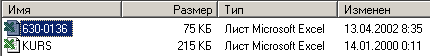 Имя Размер Тип Изменен
630-0136 75 КБ Лист Microsoft Excel 13.04.2002 8:35
KURS 215 КБ Лист Microsoft Excel 14.01.2000 0:11